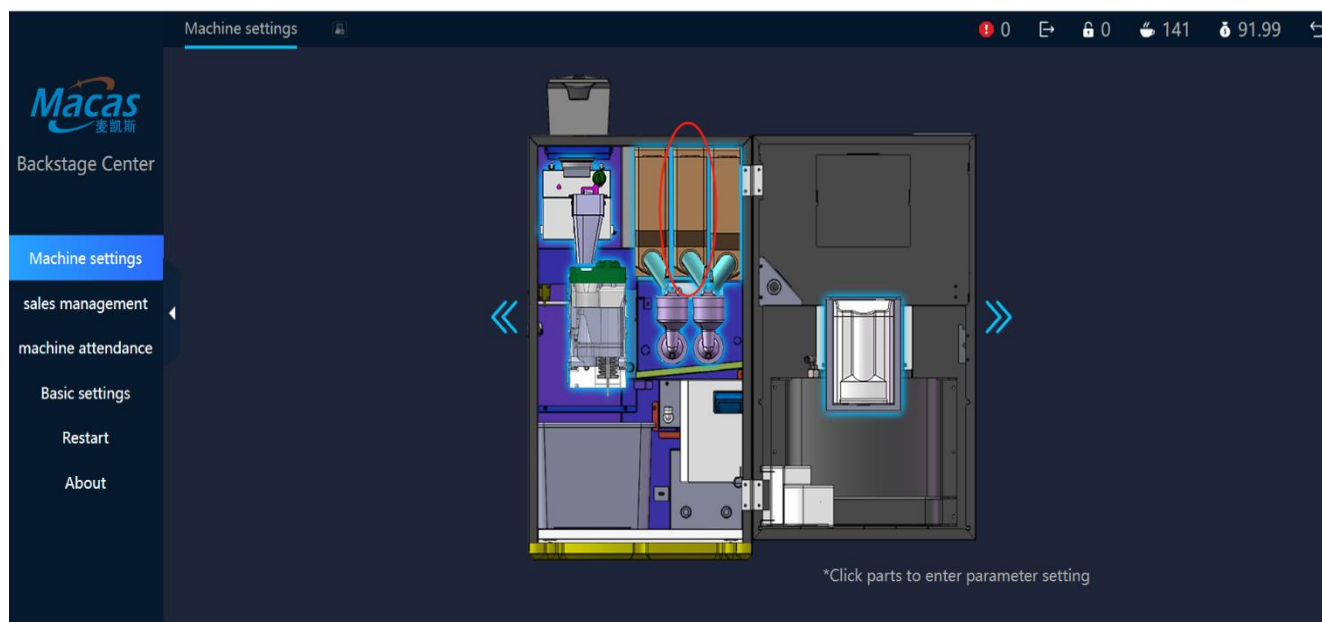 Machine settings
0
0
141
91.99
Macas
麦凯斯
Backstage Center
Machine settings
sales management
machine attendance
Basic settings
Restart
About
*Click parts to enter parameter setting